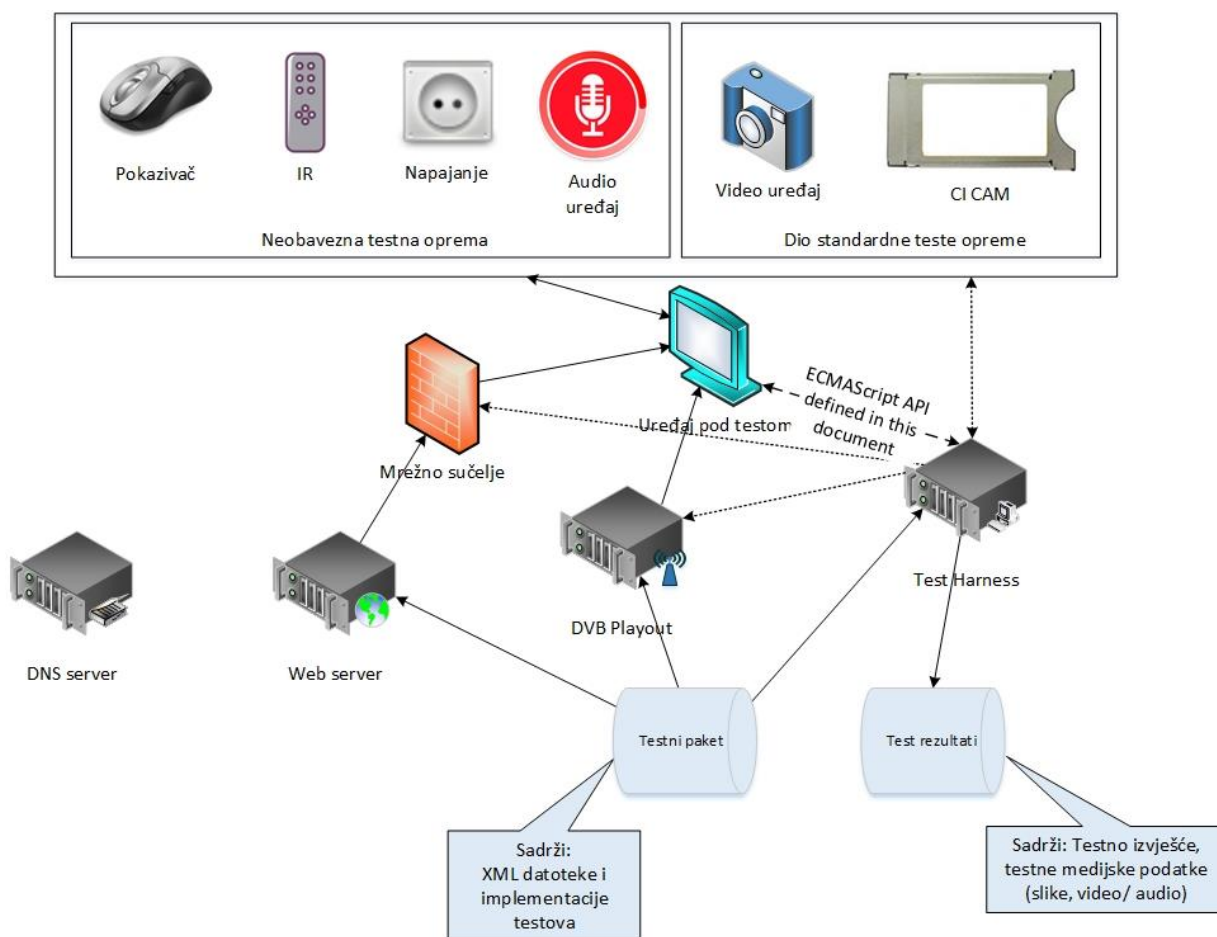 Pokazivač
IR
Napajanje
Audio
uređaj
Neobavezna testna oprema
Video uređaj
CI CAM
Dio standardne teste opreme
Uređaj pod testom
ECMAScript API
defined in this
document
Mrežno sučelje
DNS server
Web server
DVB Playout
Test Harness
Testni paket
Test rezultati
Sadrži:
XML datoteke i
implementacije
testova
Sadrži: Testno izvješće,
testne medijske podatke
(slike, video/ audio)